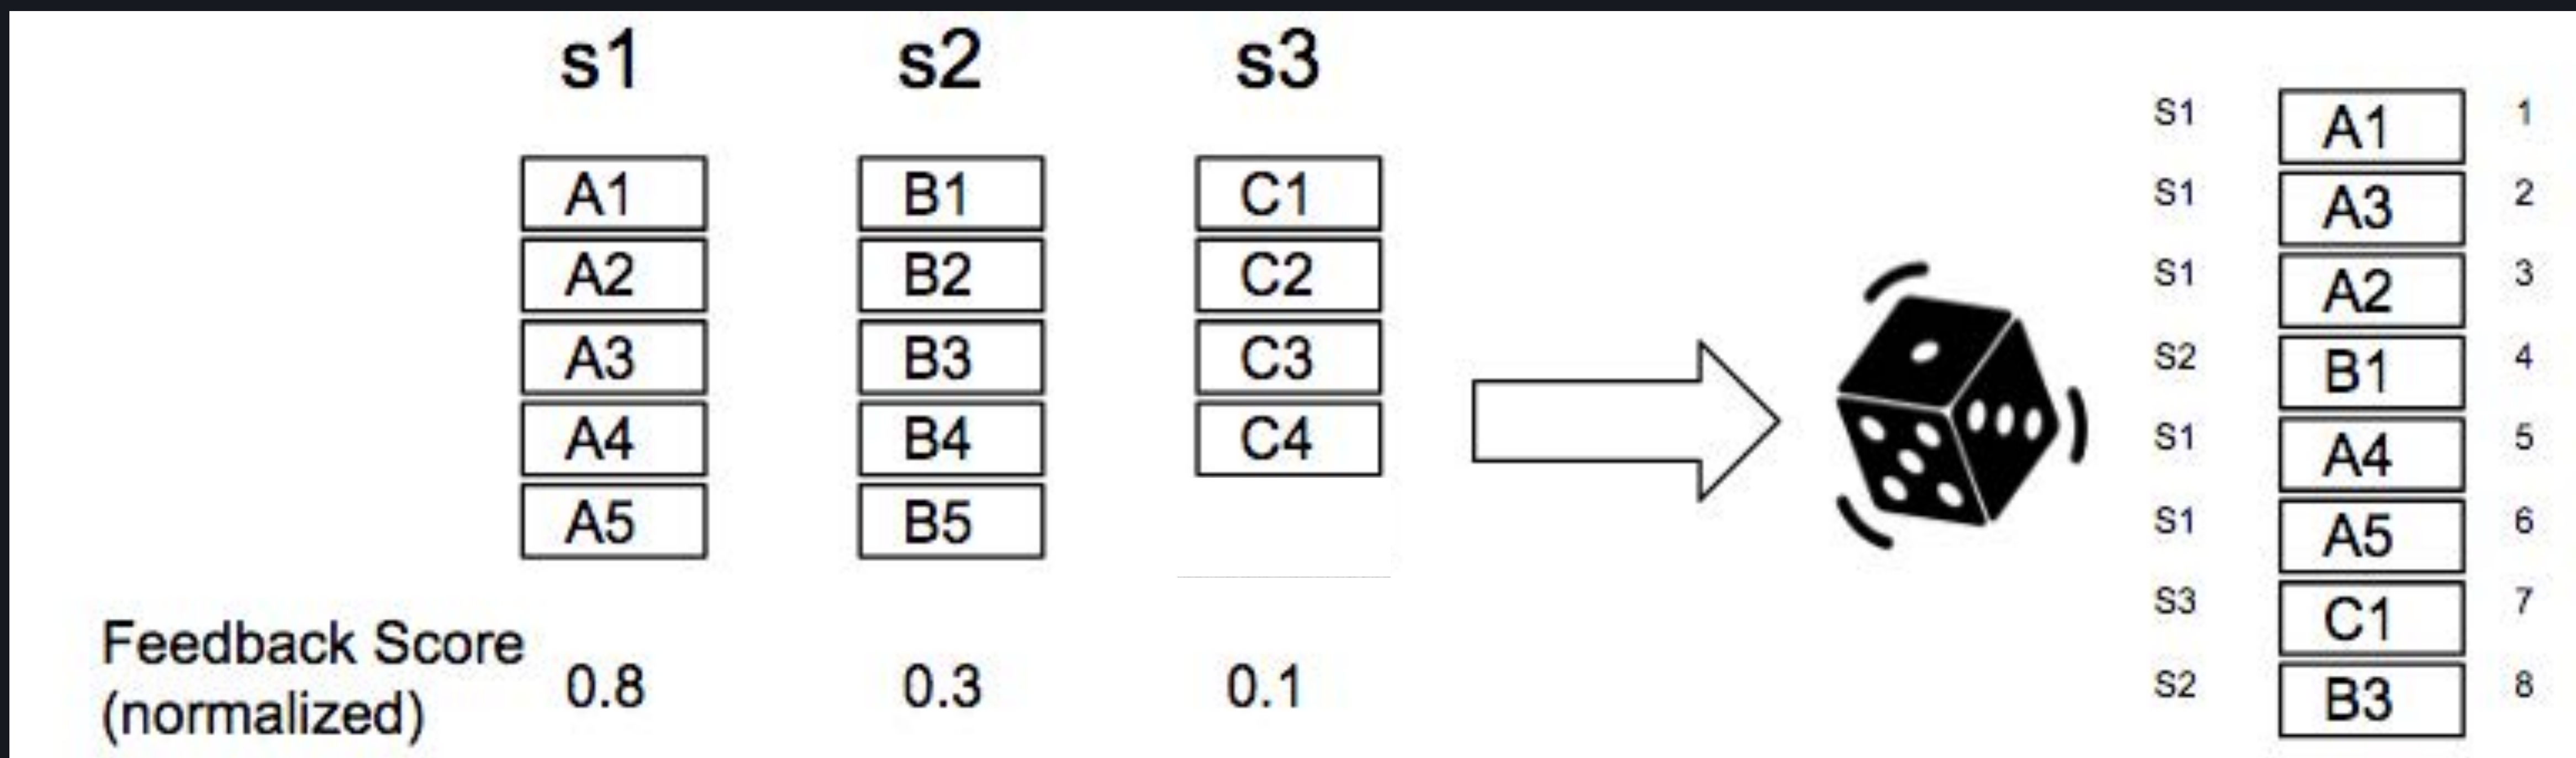 s1 s2 s3
A1 B1 C1
A2 B2 C2
A3 B3 C3
A4 B4 C4
A5 B5
Feedback Score
(normalized) 0.8 0.3 0.1
S1 A1 1
S1 A3 2
S1 A2 3
S2 B1 4
S1 A4 5
S1 A5 6
S3 C1 7
S2 B3 8